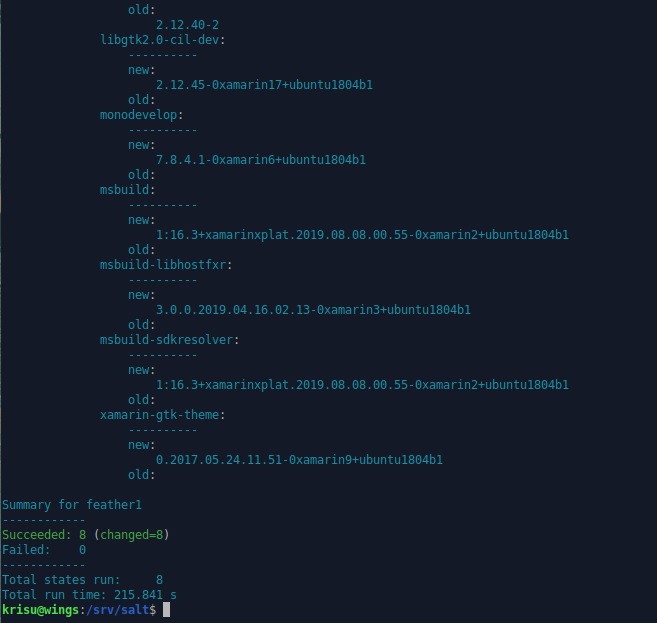 old:
2.12.40-2
libgtk2.0-cil-dev:
----------
new:
2.12.45-0xamarin17+ubuntu1804b1
old:
monodevelop:
----------
new:
7.8.4.1-0xamarin6+ubuntu1804b1
old:
msbuild:
----------
new:
1:16.3+xamarinxplat.2019.08.08.00.55-0xamarin2+ubuntu1804b1
old:
msbuild-libhostfxr:
----------
new:
3.0.0.2019.04.16.02.13-0xamarin3+ubuntu1804b1
old:
msbuild-sdkresolver:
----------
new:
1:16.3+xamarinxplat.2019.08.08.00.55-0xamarin2+ubuntu1804b1
old:
xamarin-gtk-theme:
----------
new:
0.2017.05.24.11.51-0xamarin9+ubuntu1804b1
old:
Summary for feather1
------------
Succeeded: 8 (changed=8)
Failed:    0
------------
Total states run:     8
Total run time: 215.841 s
krisu@wings:/srv/salt$